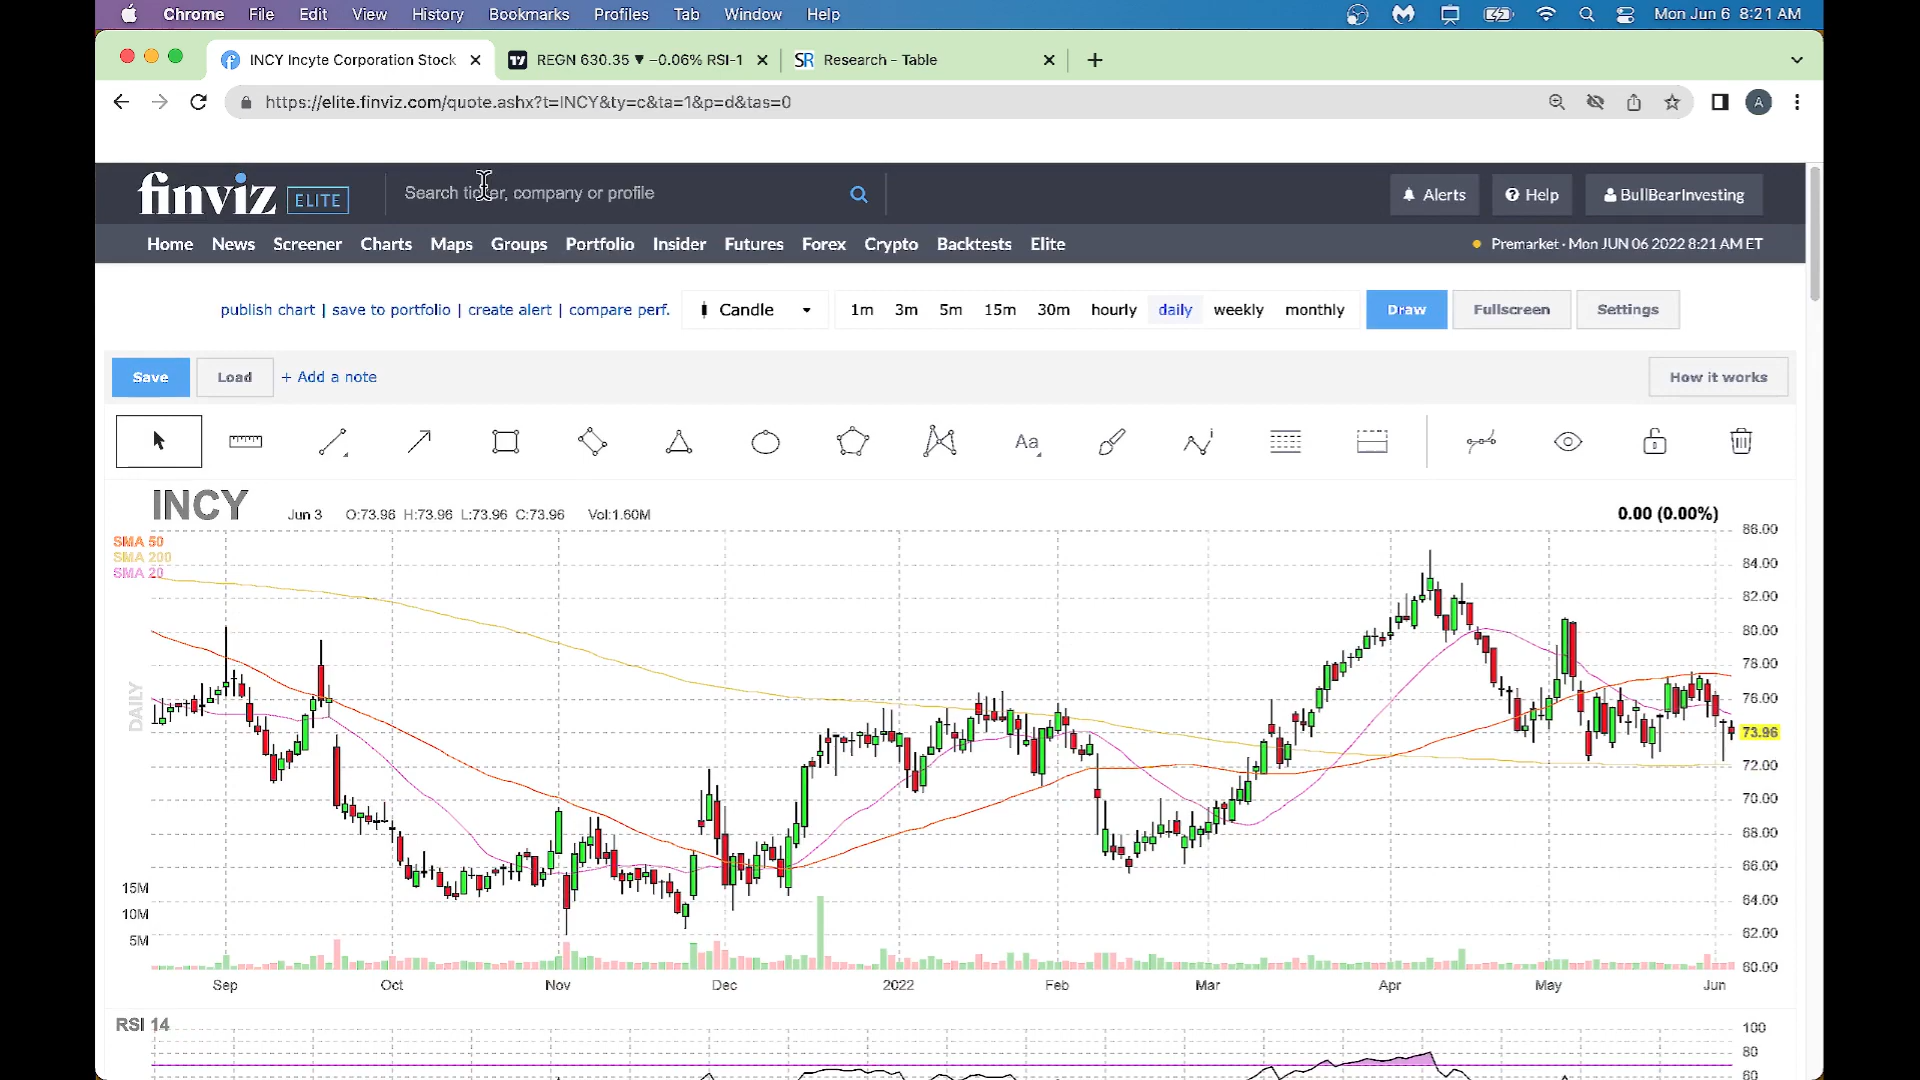 Chrome File Edit View History Bookmarks Profiles Tab Window Help Mon Jun 6 8:21 AM
INCY Incyte Corporation Stock REGN 630.35 ▼ −0.06% RSI-1 SR Research - Table
https://elite.finviz.com/quote.ashx?t=INCY&ty=c&ta=1&p=d&tas=0 A
finviz ELITE Search ticker, company or profile Alerts Help BullBearInvesting
Home News Screener Charts Maps Groups Portfolio Insider Futures Forex Crypto Backtests Elite Premarket · Mon JUN 06 2022 8:21 AM ET
publish chart | save to portfolio | create alert | compare perf. Candle 1m 3m 5m 15m 30m hourly daily weekly monthly Draw Fullscreen Settings
Save Load + Add a note How it works
Aa
INCY Jun 3 O:73.96 H:73.96 L:73.96 C:73.96 Vol:1.60M 0.00 (0.00%)
86.00
SMA 50
SMA 200
84.00
SMA 20
82.00
80.00
78.00
76.00
DAILY
73.96
72.00
70.00
68.00
66.00
15M
64.00
10M
62.00
5M
60.00
Sep Oct Nov Dec 2022 Feb Mar Apr May Jun
RSI 14
100
80
60